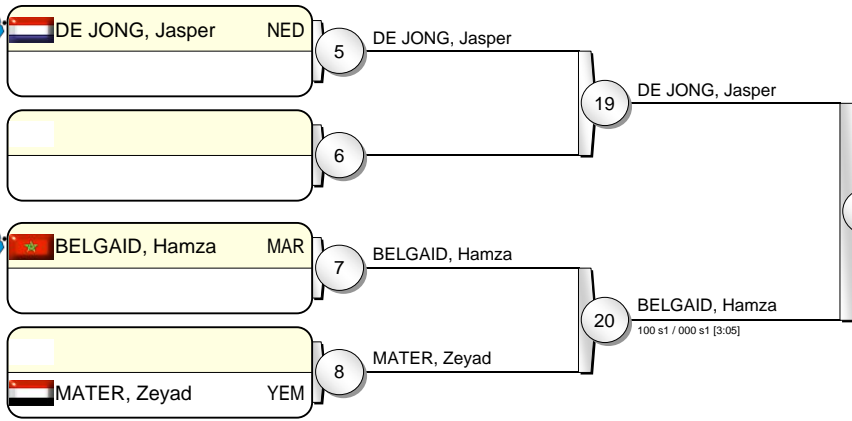 DE JONG, Jasper NED
5
DE JONG, Jasper
19
DE JONG, Jasper
6
BELGAID, Hamza MAR
7
BELGAID, Hamza
20
BELGAID, Hamza
100 s1 / 000 s1 [3:05]
8
MATER, Zeyad
MATER, Zeyad YEM